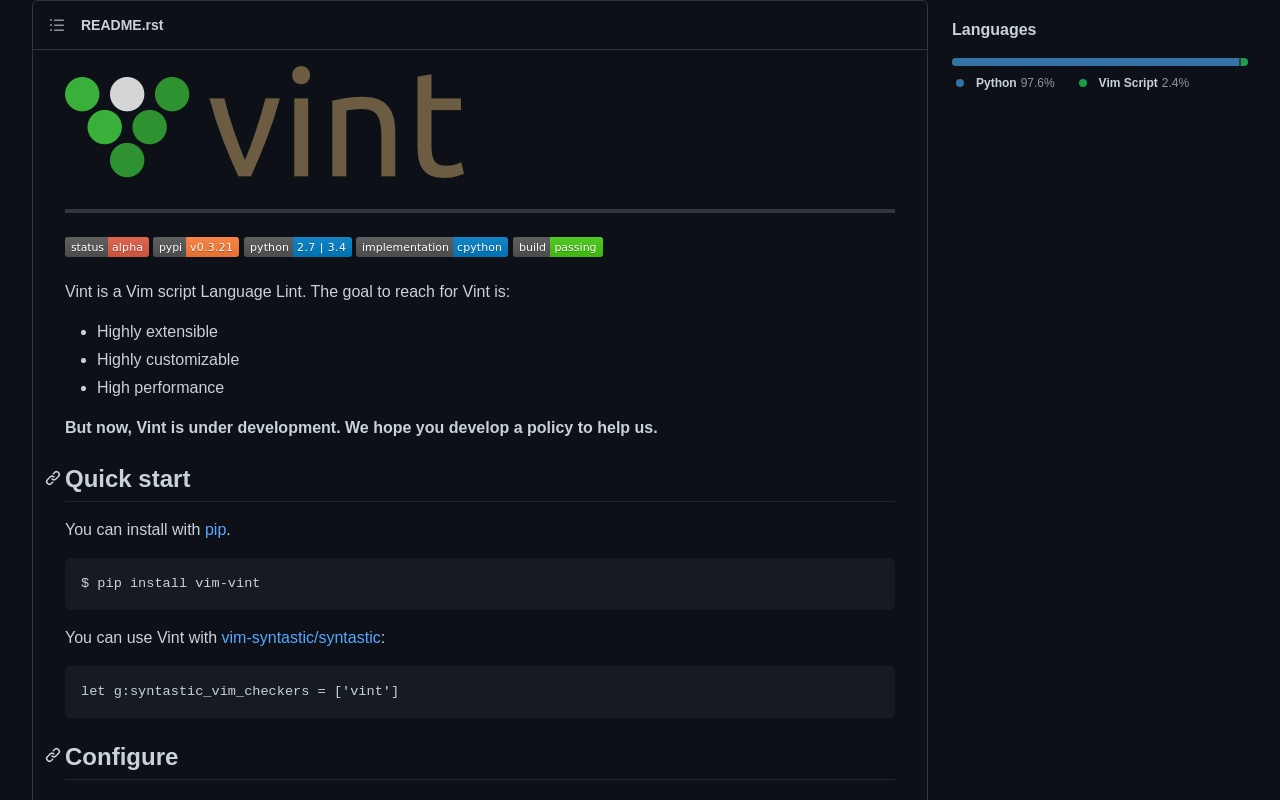 README.rst
vint
status alpha pypi v0.3.21 python 2.7 | 3.4 implementation cpython build passing
Vint is a Vim script Language Lint. The goal to reach for Vint is:
• Highly extensible
• Highly customizable
• High performance
But now, Vint is under development. We hope you develop a policy to help us.
Quick start
You can install with pip.
$ pip install vim-vint
You can use Vint with vim-syntastic/syntastic:
let g:syntastic_vim_checkers = ['vint']
Configure
Languages
Python 97.6% Vim Script 2.4%